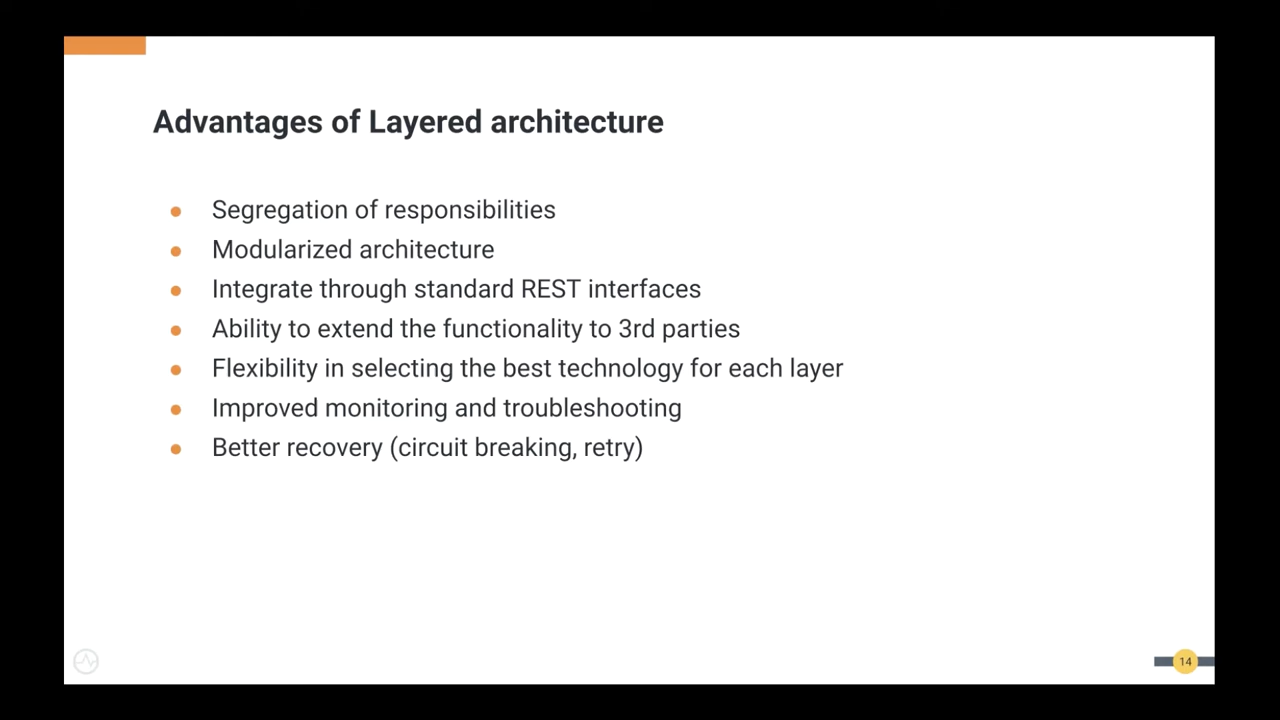 Advantages of Layered architecture
Segregation of responsibilities
Modularized architecture
Integrate through standard REST interfaces
Ability to extend the functionality to 3rd parties
Flexibility in selecting the best technology for each layer
Improved monitoring and troubleshooting
Better recovery (circuit breaking, retry)
14